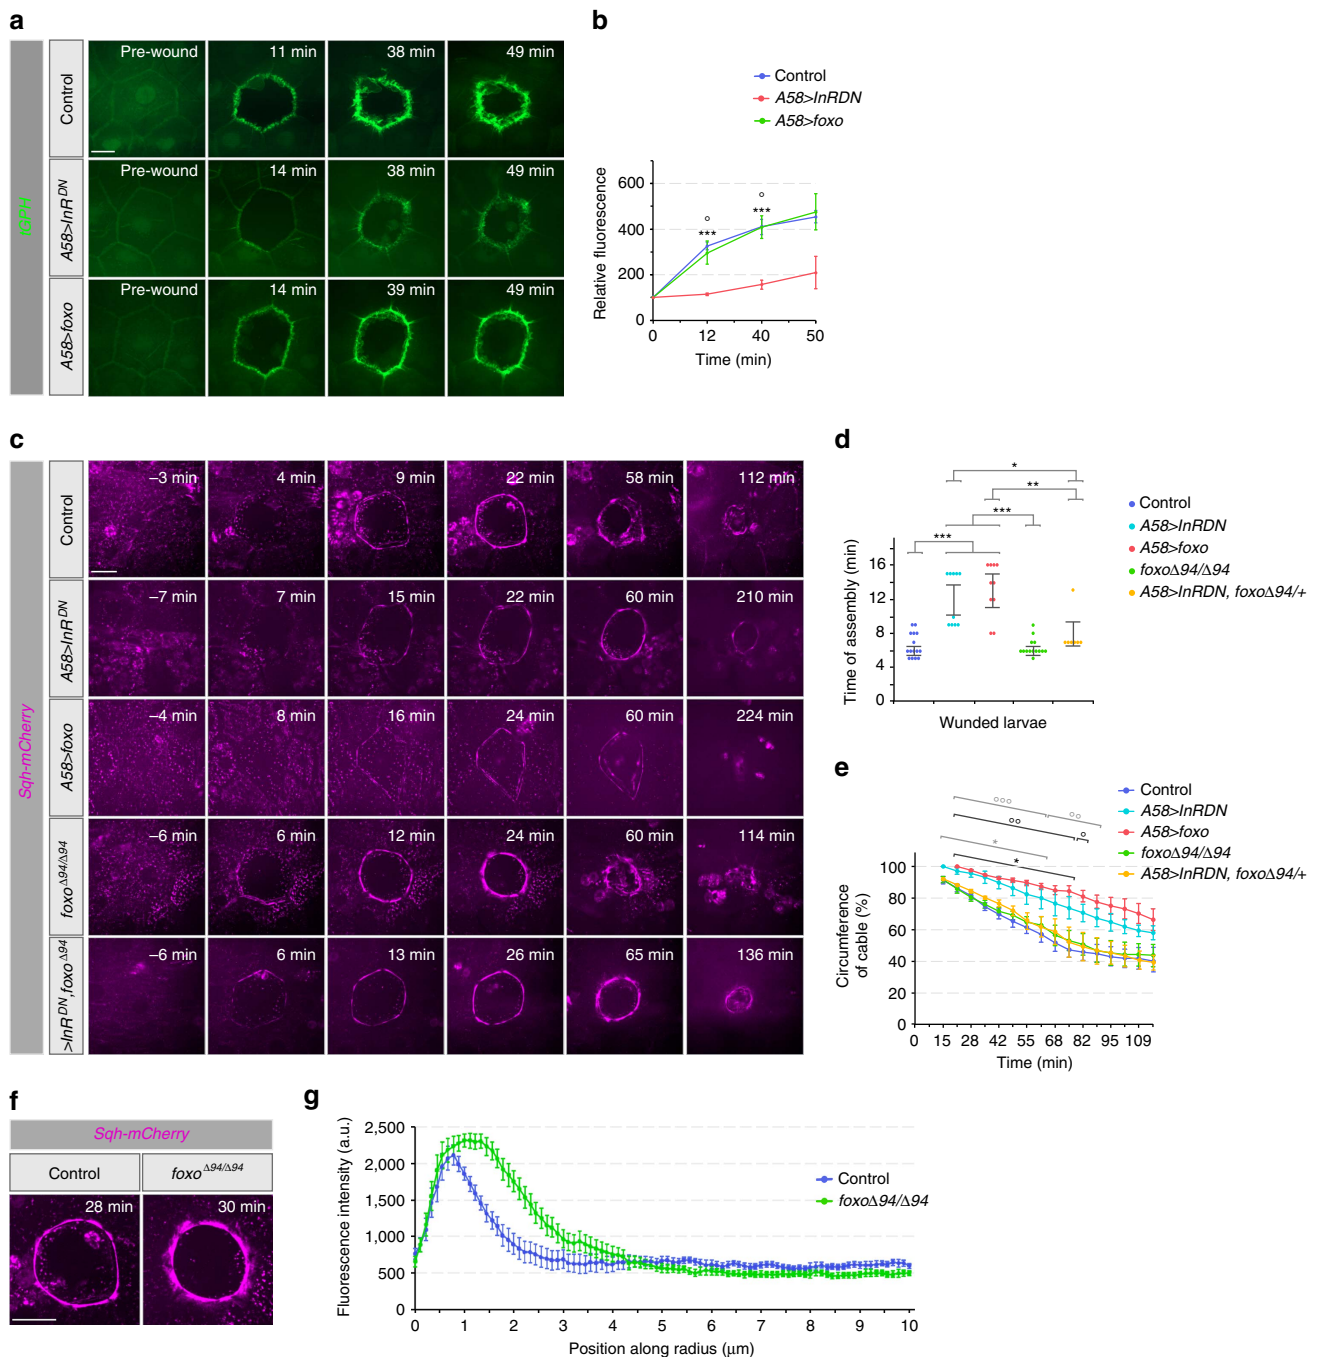 a
tGPH
Control
Pre-wound
11 min
38 min
49 min
A58>InR^DN
Pre-wound
14 min
38 min
49 min
A58>foxo
Pre-wound
14 min
39 min
49 min
b
Control
A58>InRDN
A58>foxo
Relative fluorescence
600
400
200
0
***
***
0 12 40 50
Time (min)
c
Sqh-mCherry
Control
–3 min
4 min
9 min
22 min
58 min
112 min
A58>InR^DN
–7 min
7 min
15 min
22 min
60 min
210 min
A58>foxo
–4 min
8 min
16 min
24 min
60 min
224 min
foxo^Δ94/Δ94
–6 min
6 min
12 min
24 min
60 min
114 min
>InR^DN,foxo^Δ94
–6 min
6 min
13 min
26 min
65 min
136 min
d
*
**
***
***
Time of assembly (min)
16
12
8
4
0
Wunded larvae
Control
A58>InRDN
A58>foxo
foxoΔ94/Δ94
A58>InRDN, foxoΔ94/+
e
°°°
°°
°°
°
*
*
Circumference
of cable (%)
100
80
60
40
20
0
0 15 28 42 55 68 82 95 109
Time (min)
Control
A58>InRDN
A58>foxo
foxoΔ94/Δ94
A58>InRDN, foxoΔ94/+
f
Sqh-mCherry
Control
foxo^Δ94/Δ94
28 min
30 min
g
Fluorescence intensity (a.u.)
2,500
2,000
1,500
1,000
500
0
0 1 2 3 4 5 6 7 8 9 10
Position along radius (μm)
Control
foxoΔ94/Δ94